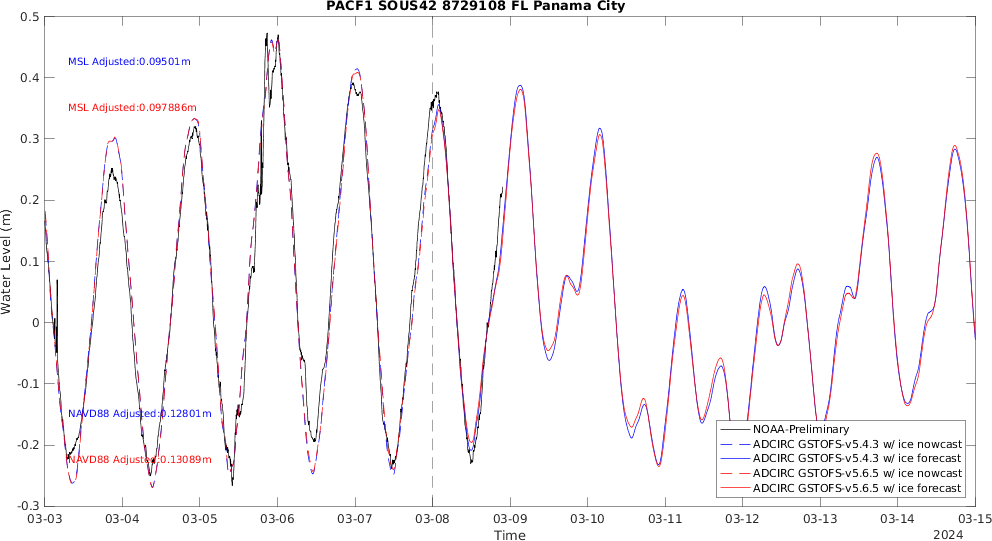 PACF1 SOUS42 8729108 FL Panama City
0.5
0.4
0.3
0.2
0.1
0
-0.1
-0.2
-0.3
Water Level (m)
MSL Adjusted:0.09501m
MSL Adjusted:0.097886m
NAVD88 Adjusted:0.12801m
NAVD88 Adjusted:0.13089m
NOAA-Preliminary
ADCIRC GSTOFS-v5.4.3 w/ ice nowcast
ADCIRC GSTOFS-v5.4.3 w/ ice forecast
ADCIRC GSTOFS-v5.6.5 w/ ice nowcast
ADCIRC GSTOFS-v5.6.5 w/ ice forecast
03-03 03-04 03-05 03-06 03-07 03-08 03-09 03-10 03-11 03-12 03-13 03-14 03-15
Time
2024